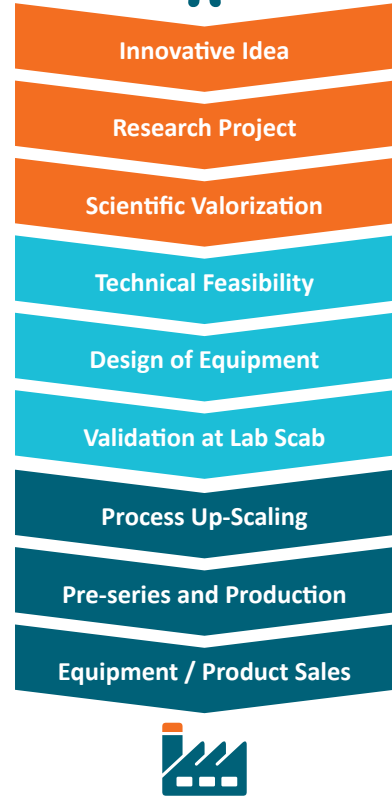 Innovative Idea
Research Project
Scientific Valorization
Technical Feasibility
Design of Equipment
Validation at Lab Scab
Process Up-Scaling
Pre-series and Production
Equipment / Product Sales